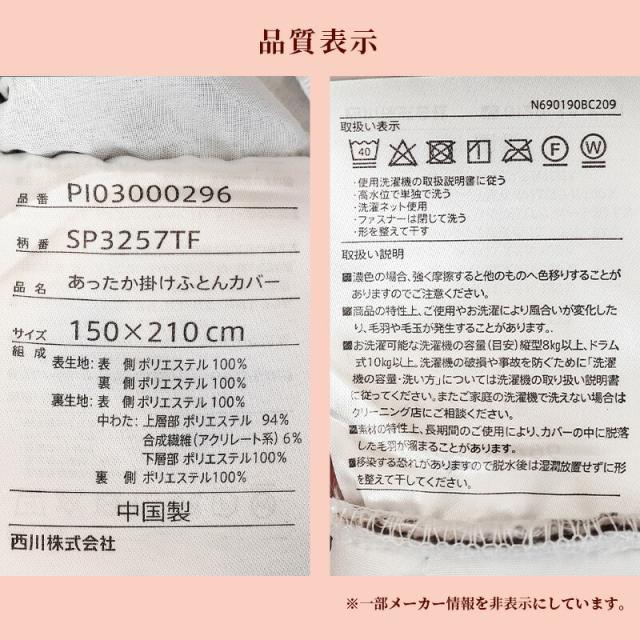 品質表示
品番 PI03000296
柄番 SP3257TF
品名 あったか掛けふとんカバー
サイズ 150×210cm
組成
表生地: 表 側 ポリエステル 100%
裏 側 ポリエステル 100%
裏生地: 表 側 ポリエステル 100%
中わた: 上層部 ポリエステル 94%
合成繊維(アクリレート系) 6%
下層部 ポリエステル100%
裏 側 ポリエステル 100%
中国製
西川株式会社
N690190BC209
取扱い表示
40 F W
・使用洗濯機の取扱説明書に従う
・高水位で単独で洗う
・洗濯ネット使用
・ファスナーは閉じて洗う
・形を整えて干す
取扱い説明
■濃色の場合、強く摩擦すると他のものへ色移りすることが
ありますのでご注意ください。
■商品の特性上、ご使用やお洗濯により風合いが変化した
り、毛羽や毛玉が発生することがあります。
■お洗濯可能な洗濯機の容量(目安)縦型8kg以上、ドラム
式10kg以上。洗濯機の破損や事故を防ぐために「洗濯
機の容量・洗い方」については洗濯機の取り扱い説明書
に従ってください。またご家庭の洗濯機で洗えない場合は
クリーニング店にご相談ください。
■素材の特性上、長期間のご使用により、カバーの中に脱落
した毛羽が溜まることがあります。
■移染する恐れがありますので脱水後は湿潤放置せずに形
を整えて干してください。
※一部メーカー情報を非表示にしています。